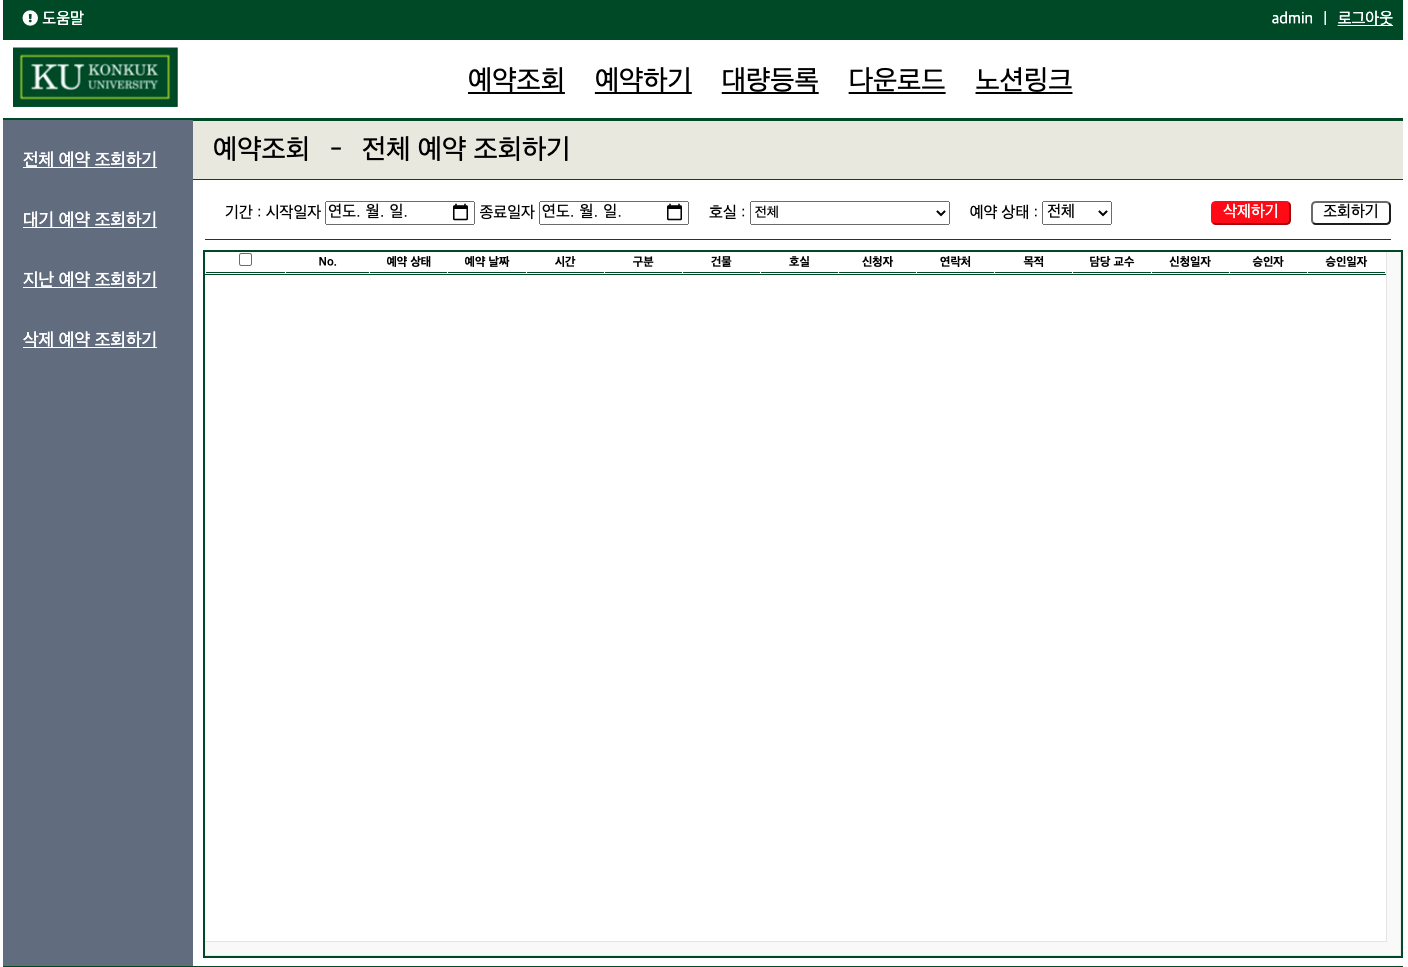 도움말 admin | 로그아웃
KU KONKUK UNIVERSITY
예약조회 예약하기 대량등록 다운로드 노션링크
전체 예약 조회하기
대기 예약 조회하기
지난 예약 조회하기
삭제 예약 조회하기
예약조회 - 전체 예약 조회하기
기간 : 시작일자 연도. 월. 일. 종료일자 연도. 월. 일. 호실 : 전체 예약 상태 : 전체 삭제하기 조회하기
No. 예약 상태 예약 날짜 시간 구분 건물 호실 신청자 연락처 목적 담당 교수 신청일자 승인자 승인일자